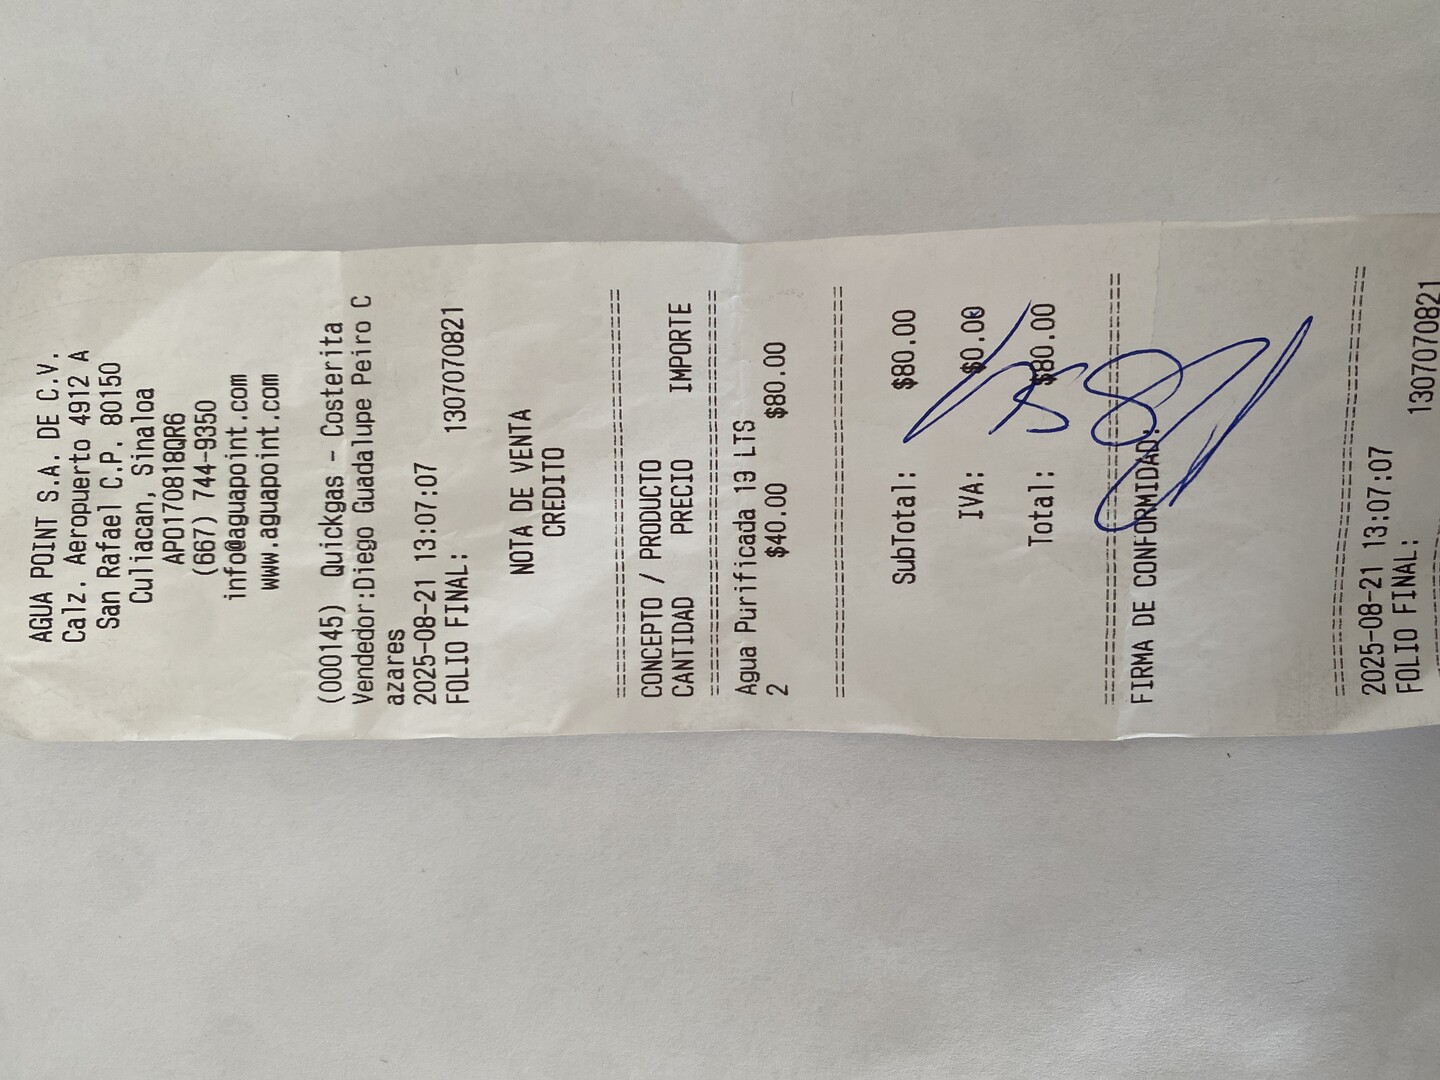 AGUA POINT S.A. DE C.V.
Calz. Aeropuerto 4912 A
San Rafael C.P. 80150
Culiacan, Sinaloa
APO170818QR6
(667) 744-9350
info@aguapoint.com
www.aguapoint.com
(000145) Quickgas - Costerita
Vendedor:Diego Guadalupe Peiro C
azares
2025-08-21 13:07:07
FOLIO FINAL: 1307070821
NOTA DE VENTA
CREDITO
================================
CONCEPTO / PRODUCTO
CANTIDAD PRECIO IMPORTE
================================
Agua Purificada 19 LTS
2 $40.00 $80.00
================================
SubTotal: $80.00
IVA: $0.00
Total: $80.00
================================
FIRMA DE CONFORMIDAD.
================================
2025-08-21 13:07:07
FOLIO FINAL: 1307070821